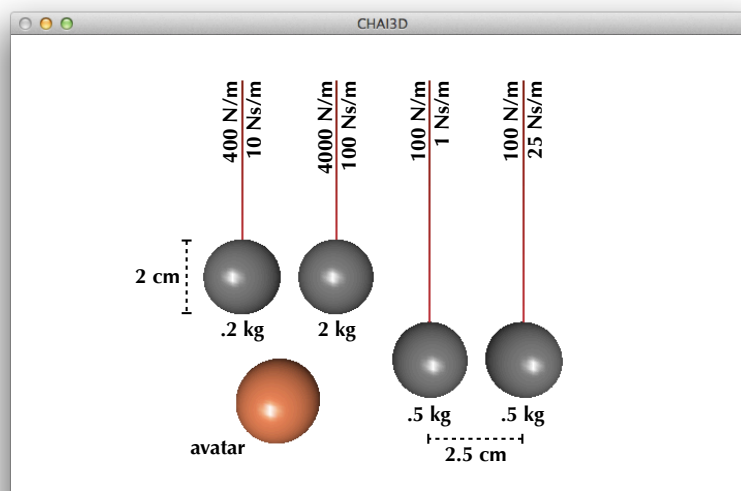 CHAI3D
400 N/m
10 Ns/m
4000 N/m
100 Ns/m
100 N/m
1 Ns/m
100 N/m
25 Ns/m
2 cm
.2 kg
2 kg
.5 kg
.5 kg
avatar
2.5 cm